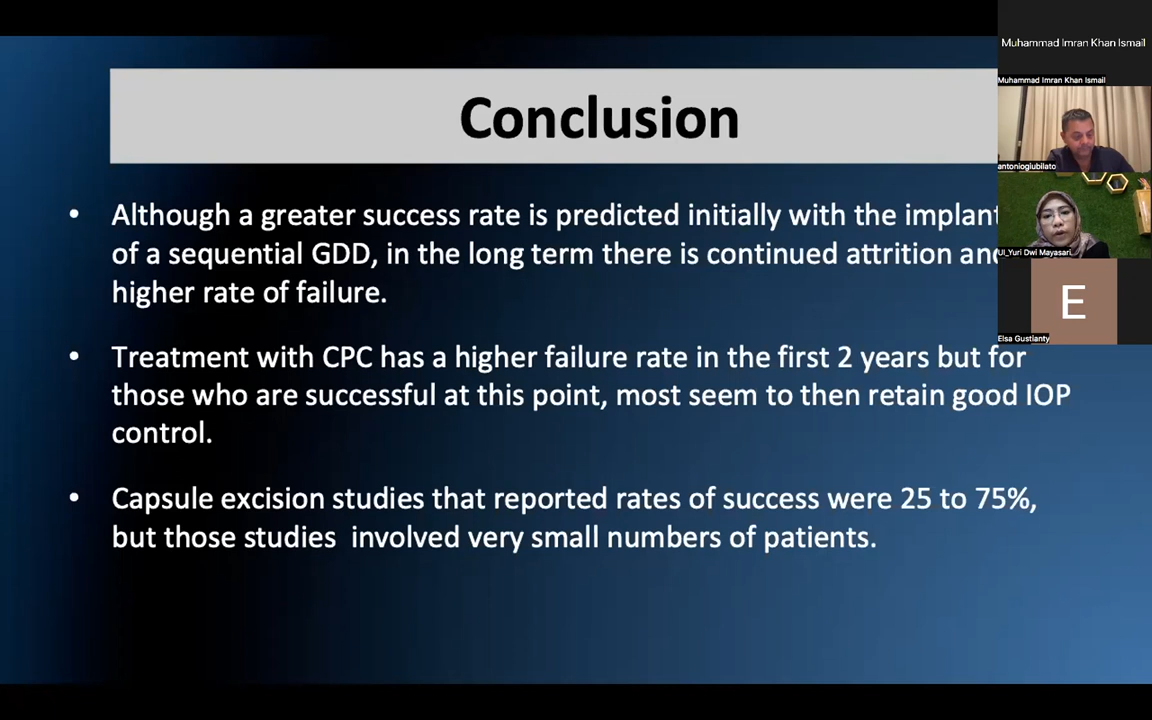 Conclusion
• Although a greater success rate is predicted initially with the implant
of a sequential GDD, in the long term there is continued attrition and
higher rate of failure.
• Treatment with CPC has a higher failure rate in the first 2 years but for
those who are successful at this point, most seem to then retain good IOP
control.
• Capsule excision studies that reported rates of success were 25 to 75%,
but those studies involved very small numbers of patients.
Muhammad Imran Khan Ismail
Muhammad Imran Khan Ismail
antonioglubilato
UI_Yuri Dwi Mayasari
E
Elsa Gustianty